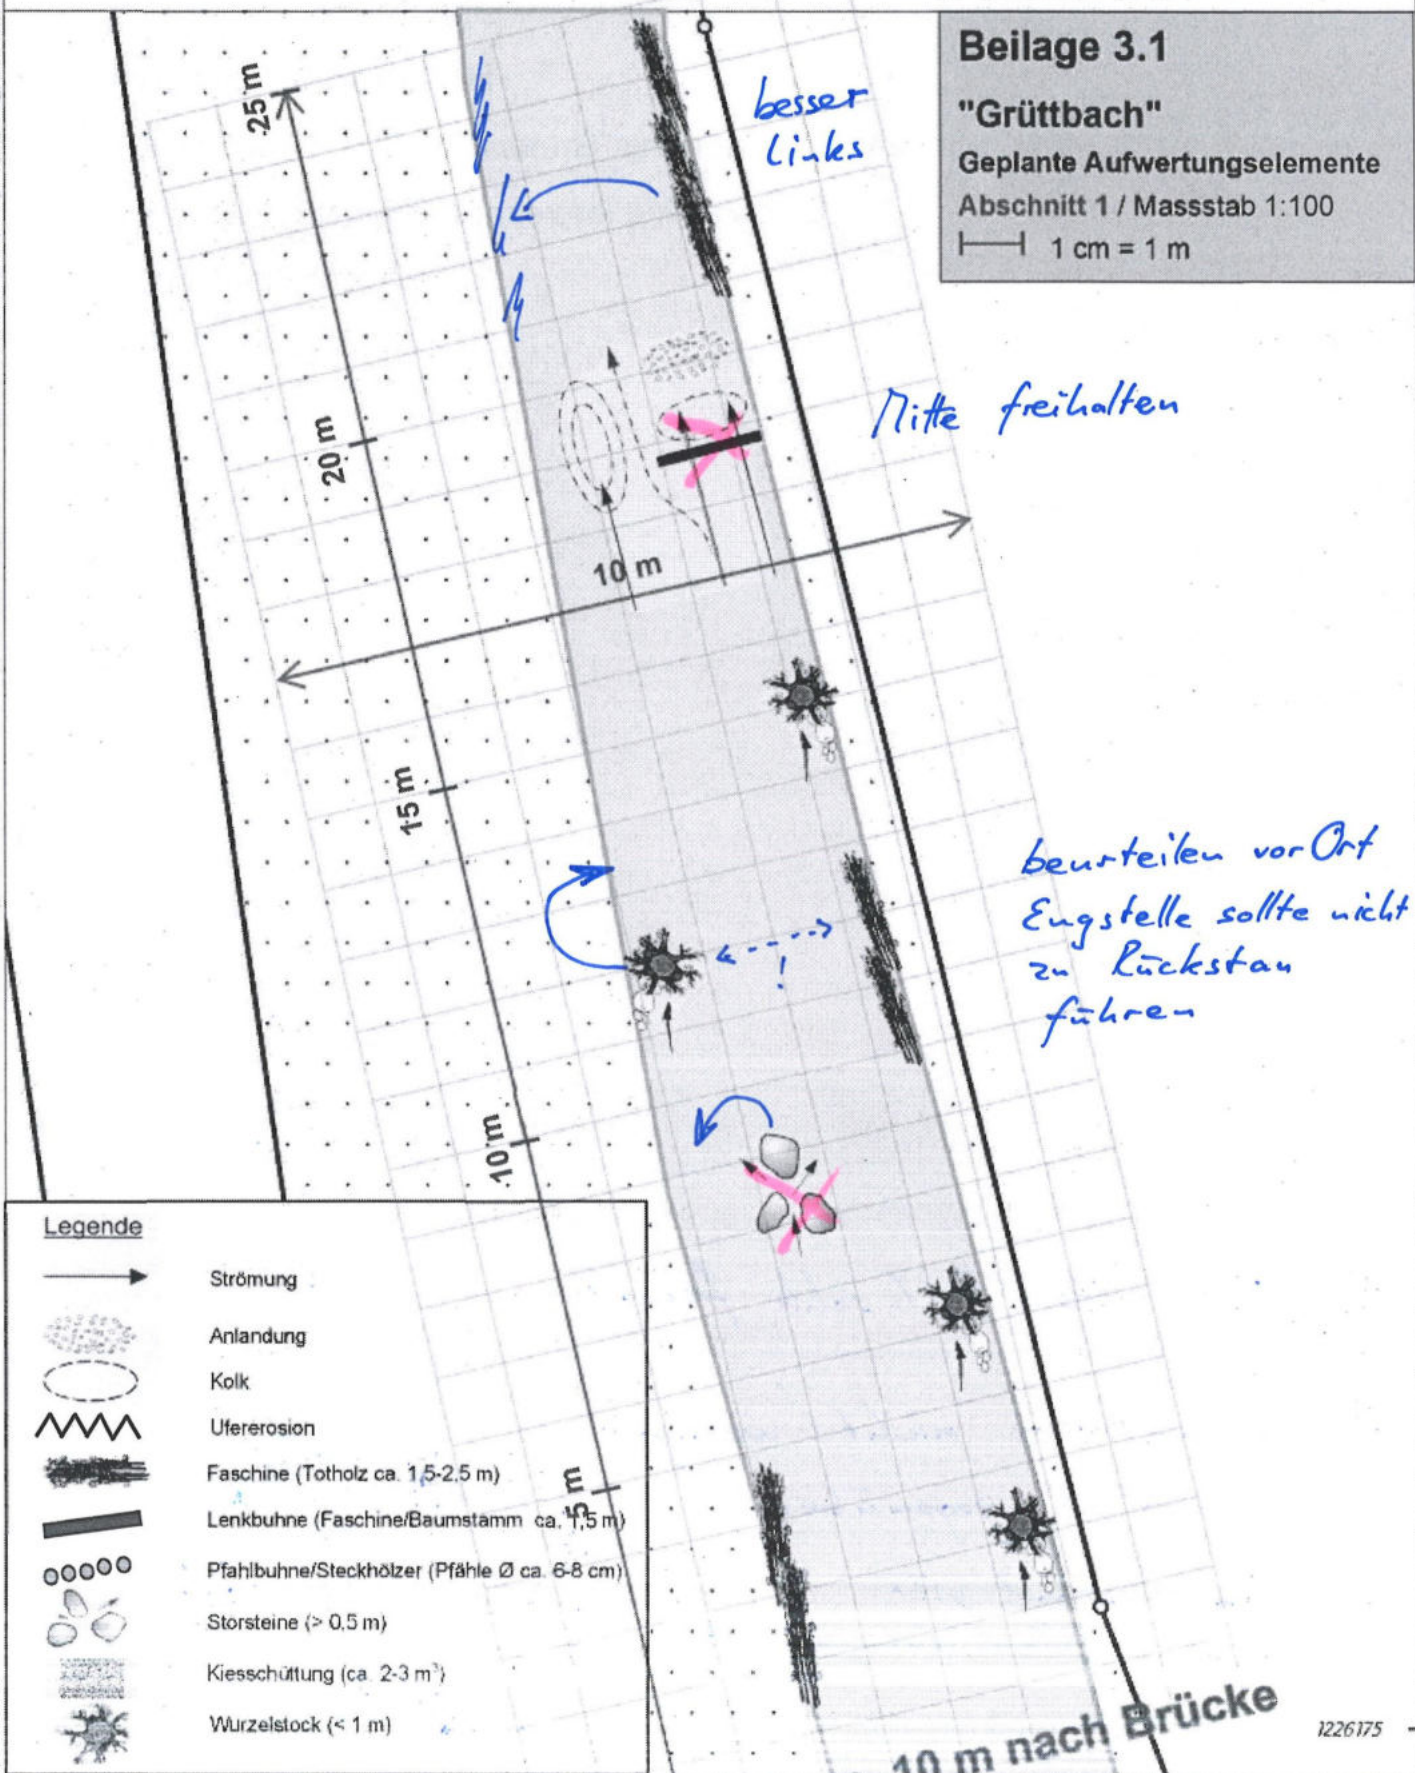 Beilage 3.1
"Grüttbach"
Geplante Aufwertungselemente
Abschnitt 1 / Massstab 1:100
1 cm = 1 m
25 m
besser
links
20 m
Mitte freihalten
10 m
15 m
beurteilen vor Ort
Engstelle sollte nicht
zu Rückstau
führen
!
10 m
Legende
Strömung
Anlandung
Kolk
Ufererosion
Faschine (Totholz ca. 1,5-2,5 m)
Lenkbuhne (Faschine/Baumstamm ca. 1,5 m)
5 m
Pfahlbuhne/Steckhölzer (Pfähle Ø ca. 6-8 cm)
Störsteine (> 0,5 m)
Kiesschüttung (ca. 2-3 m³)
Wurzelstock (< 1 m)
10 m nach Brücke
1226175